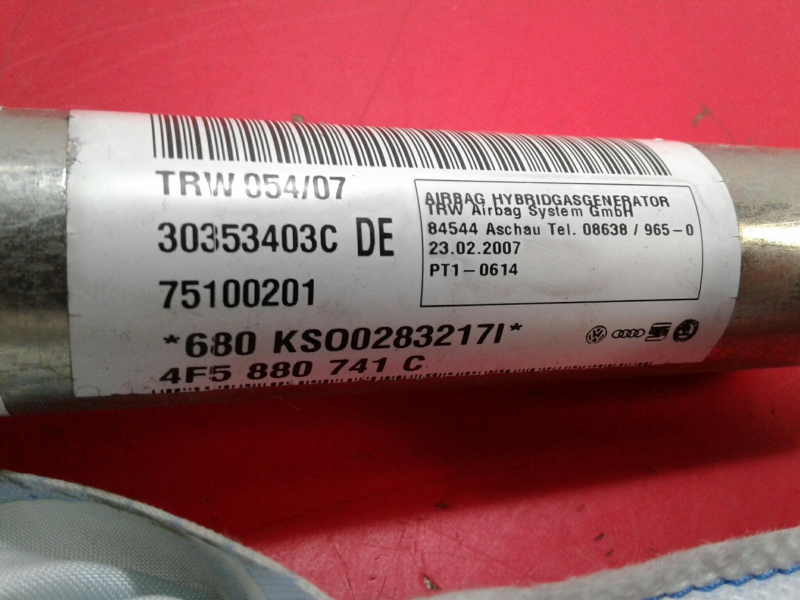 TRW 054/07
30353403C DE
75100201
*680 KSO0283217I*
4F5 880 741 C
AIRBAG HYBRIDGASGENERATOR
TRW Airbag System GmbH
84544 Aschau Tel. 08638 / 965-0
23.02.2007
PT1-0614